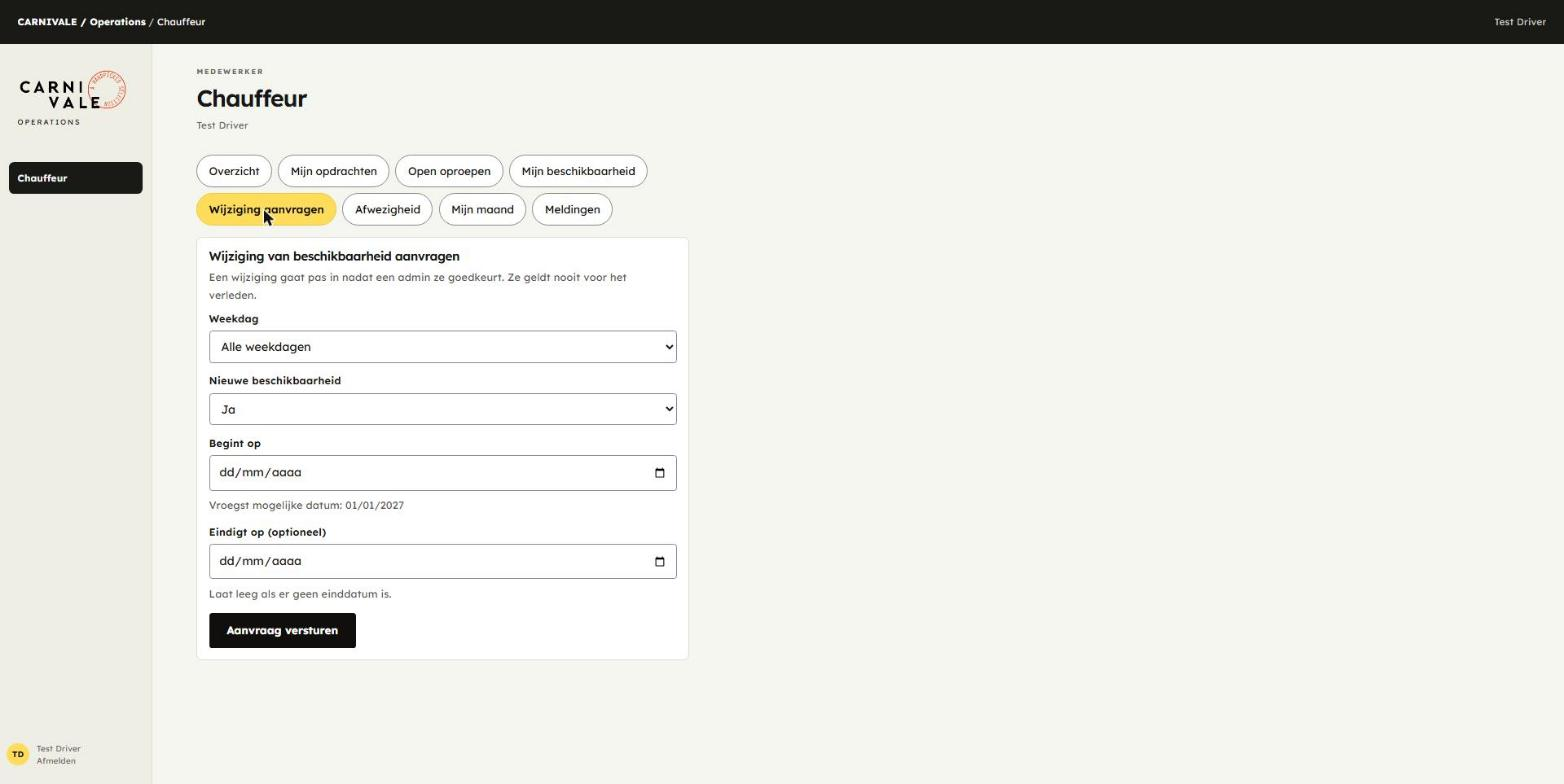 CARNIVALE / Operations / Chauffeur
Test Driver
CARNI
VALE
OPERATIONS
Chauffeur
MEDEWERKER
Chauffeur
Test Driver
Overzicht
Mijn opdrachten
Open oproepen
Mijn beschikbaarheid
Wijziging aanvragen
Afwezigheid
Mijn maand
Meldingen
Wijziging van beschikbaarheid aanvragen
Een wijziging gaat pas in nadat een admin ze goedkeurt. Ze geldt nooit voor het
verleden.
Weekdag
Alle weekdagen
Nieuwe beschikbaarheid
Ja
Begint op
dd/mm/aaaa
Vroegst mogelijke datum: 01/01/2027
Eindigt op (optioneel)
dd/mm/aaaa
Laat leeg als er geen einddatum is.
Aanvraag versturen
TD
Test Driver
Afmelden